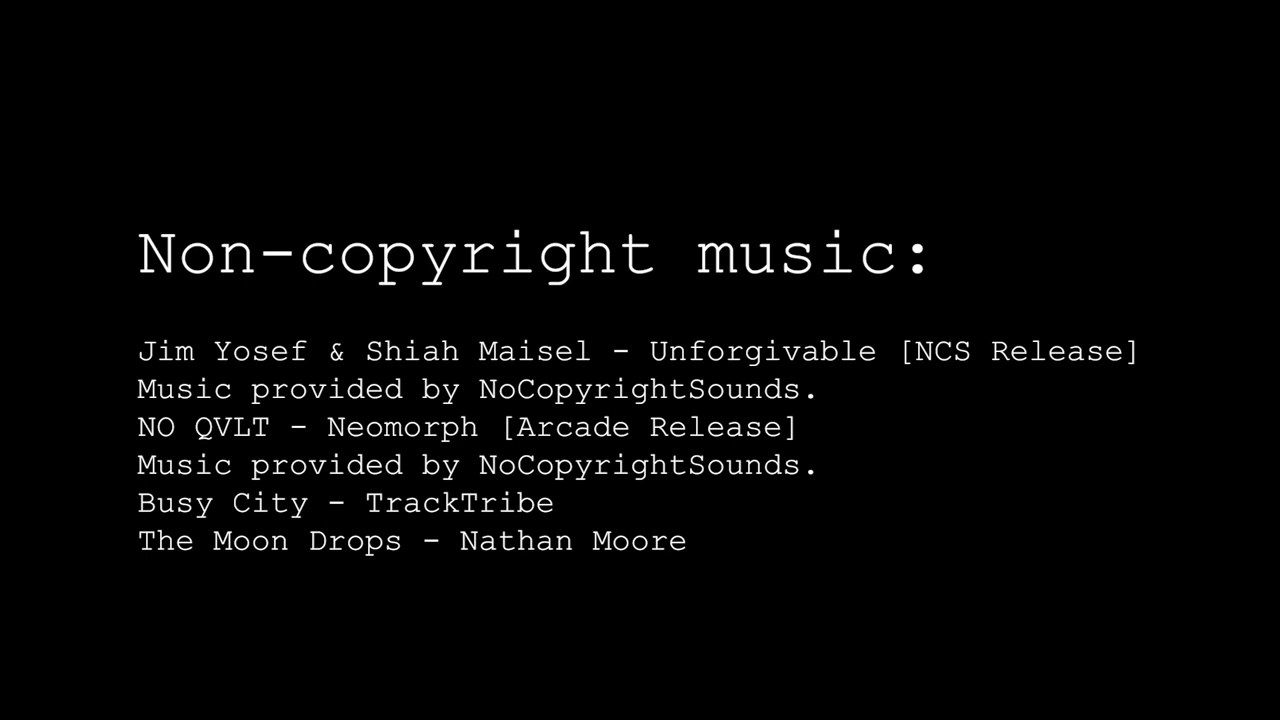 Non-copyright music:
Jim Yosef & Shiah Maisel - Unforgivable [NCS Release]
Music provided by NoCopyrightSounds.
NO QVLT - Neomorph [Arcade Release]
Music provided by NoCopyrightSounds.
Busy City - TrackTribe
The Moon Drops - Nathan Moore